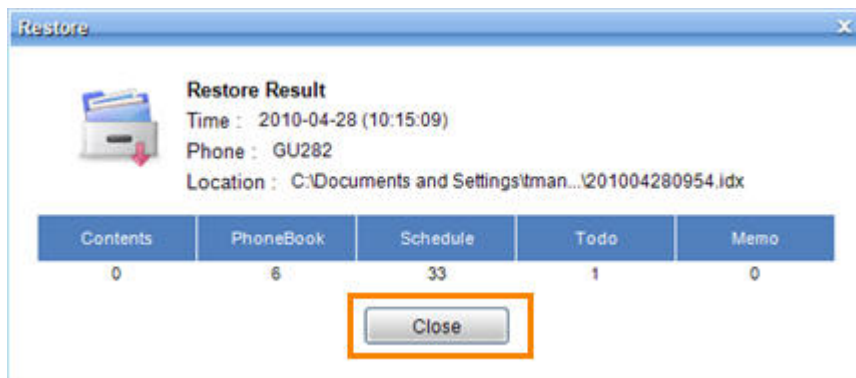 Restore
Restore Result
Time : 2010-04-28 (10:15:09)
Phone : GU282
Location : C:\Documents and Settings\tman...\201004280954.idx
Contents PhoneBook Schedule Todo Memo
0 6 33 1 0
Close